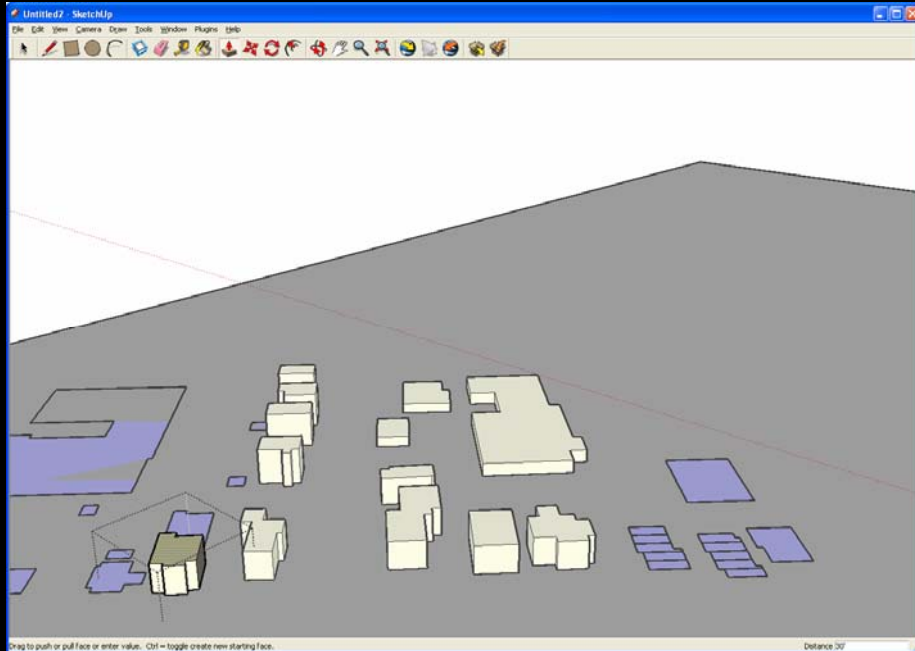 Untitled2 - SketchUp
File Edit View Camera Draw Tools Window Plugins Help
Drag to push or pull face or enter value. Ctrl = toggle create new starting face.
Distance 30'